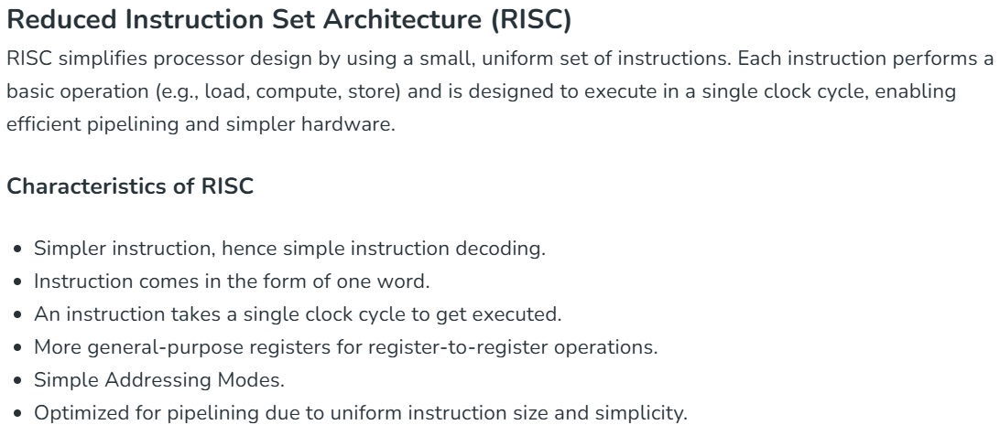 Reduced Instruction Set Architecture (RISC)
RISC simplifies processor design by using a small, uniform set of instructions. Each instruction performs a
basic operation (e.g., load, compute, store) and is designed to execute in a single clock cycle, enabling
efficient pipelining and simpler hardware.
Characteristics of RISC
• Simpler instruction, hence simple instruction decoding.
• Instruction comes in the form of one word.
• An instruction takes a single clock cycle to get executed.
• More general-purpose registers for register-to-register operations.
• Simple Addressing Modes.
• Optimized for pipelining due to uniform instruction size and simplicity.